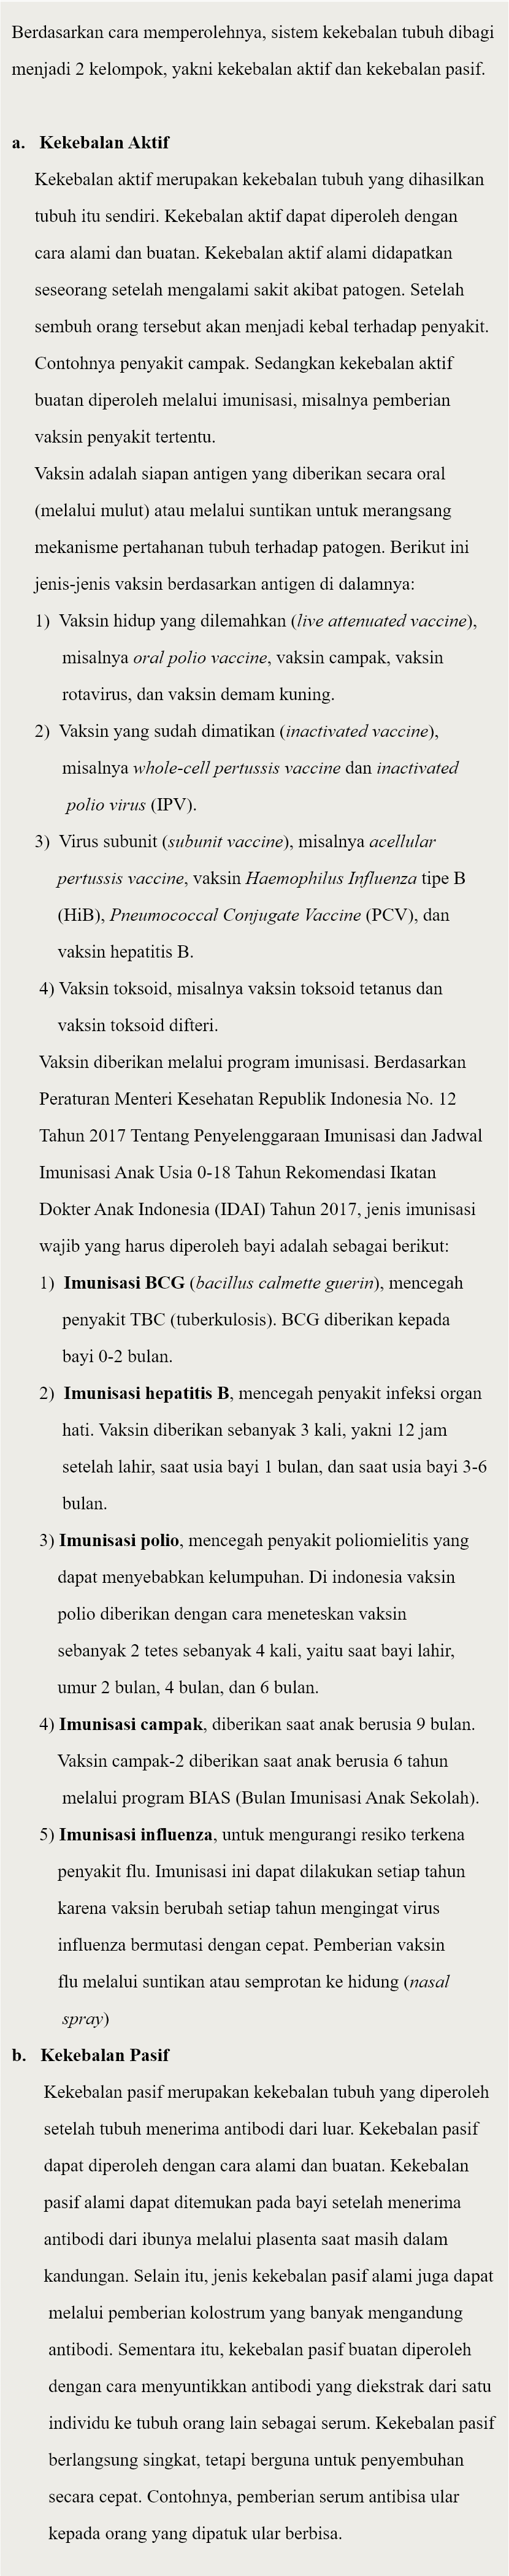 Berdasarkan cara memperolehnya, sistem kekebalan tubuh dibagi
menjadi 2 kelompok, yakni kekebalan aktif dan kekebalan pasif.
a. Kekebalan Aktif
Kekebalan aktif merupakan kekebalan tubuh yang dihasilkan
tubuh itu sendiri. Kekebalan aktif dapat diperoleh dengan
cara alami dan buatan. Kekebalan aktif alami didapatkan
seseorang setelah mengalami sakit akibat patogen. Setelah
sembuh orang tersebut akan menjadi kebal terhadap penyakit.
Contohnya penyakit campak. Sedangkan kekebalan aktif
buatan diperoleh melalui imunisasi, misalnya pemberian
vaksin penyakit tertentu.
Vaksin adalah siapan antigen yang diberikan secara oral
(melalui mulut) atau melalui suntikan untuk merangsang
mekanisme pertahanan tubuh terhadap patogen. Berikut ini
jenis-jenis vaksin berdasarkan antigen di dalamnya:
1) Vaksin hidup yang dilemahkan (live attenuated vaccine),
misalnya oral polio vaccine, vaksin campak, vaksin
rotavirus, dan vaksin demam kuning.
2) Vaksin yang sudah dimatikan (inactivated vaccine),
misalnya whole-cell pertussis vaccine dan inactivated
polio virus (IPV).
3) Virus subunit (subunit vaccine), misalnya acellular
pertussis vaccine, vaksin Haemophilus Influenza tipe B
(HiB), Pneumococcal Conjugate Vaccine (PCV), dan
vaksin hepatitis B.
4) Vaksin toksoid, misalnya vaksin toksoid tetanus dan
vaksin toksoid difteri.
Vaksin diberikan melalui program imunisasi. Berdasarkan
Peraturan Menteri Kesehatan Republik Indonesia No. 12
Tahun 2017 Tentang Penyelenggaraan Imunisasi dan Jadwal
Imunisasi Anak Usia 0-18 Tahun Rekomendasi Ikatan
Dokter Anak Indonesia (IDAI) Tahun 2017, jenis imunisasi
wajib yang harus diperoleh bayi adalah sebagai berikut:
1) Imunisasi BCG (bacillus calmette guerin), mencegah
penyakit TBC (tuberkulosis). BCG diberikan kepada
bayi 0-2 bulan.
2) Imunisasi hepatitis B, mencegah penyakit infeksi organ
hati. Vaksin diberikan sebanyak 3 kali, yakni 12 jam
setelah lahir, saat usia bayi 1 bulan, dan saat usia bayi 3-6
bulan.
3) Imunisasi polio, mencegah penyakit poliomielitis yang
dapat menyebabkan kelumpuhan. Di indonesia vaksin
polio diberikan dengan cara meneteskan vaksin
sebanyak 2 tetes sebanyak 4 kali, yaitu saat bayi lahir,
umur 2 bulan, 4 bulan, dan 6 bulan.
4) Imunisasi campak, diberikan saat anak berusia 9 bulan.
Vaksin campak-2 diberikan saat anak berusia 6 tahun
melalui program BIAS (Bulan Imunisasi Anak Sekolah).
5) Imunisasi influenza, untuk mengurangi resiko terkena
penyakit flu. Imunisasi ini dapat dilakukan setiap tahun
karena vaksin berubah setiap tahun mengingat virus
influenza bermutasi dengan cepat. Pemberian vaksin
flu melalui suntikan atau semprotan ke hidung (nasal
spray)
b. Kekebalan Pasif
Kekebalan pasif merupakan kekebalan tubuh yang diperoleh
setelah tubuh menerima antibodi dari luar. Kekebalan pasif
dapat diperoleh dengan cara alami dan buatan. Kekebalan
pasif alami dapat ditemukan pada bayi setelah menerima
antibodi dari ibunya melalui plasenta saat masih dalam
kandungan. Selain itu, jenis kekebalan pasif alami juga dapat
melalui pemberian kolostrum yang banyak mengandung
antibodi. Sementara itu, kekebalan pasif buatan diperoleh
dengan cara menyuntikkan antibodi yang diekstrak dari satu
individu ke tubuh orang lain sebagai serum. Kekebalan pasif
berlangsung singkat, tetapi berguna untuk penyembuhan
secara cepat. Contohnya, pemberian serum antibisa ular
kepada orang yang dipatuk ular berbisa.